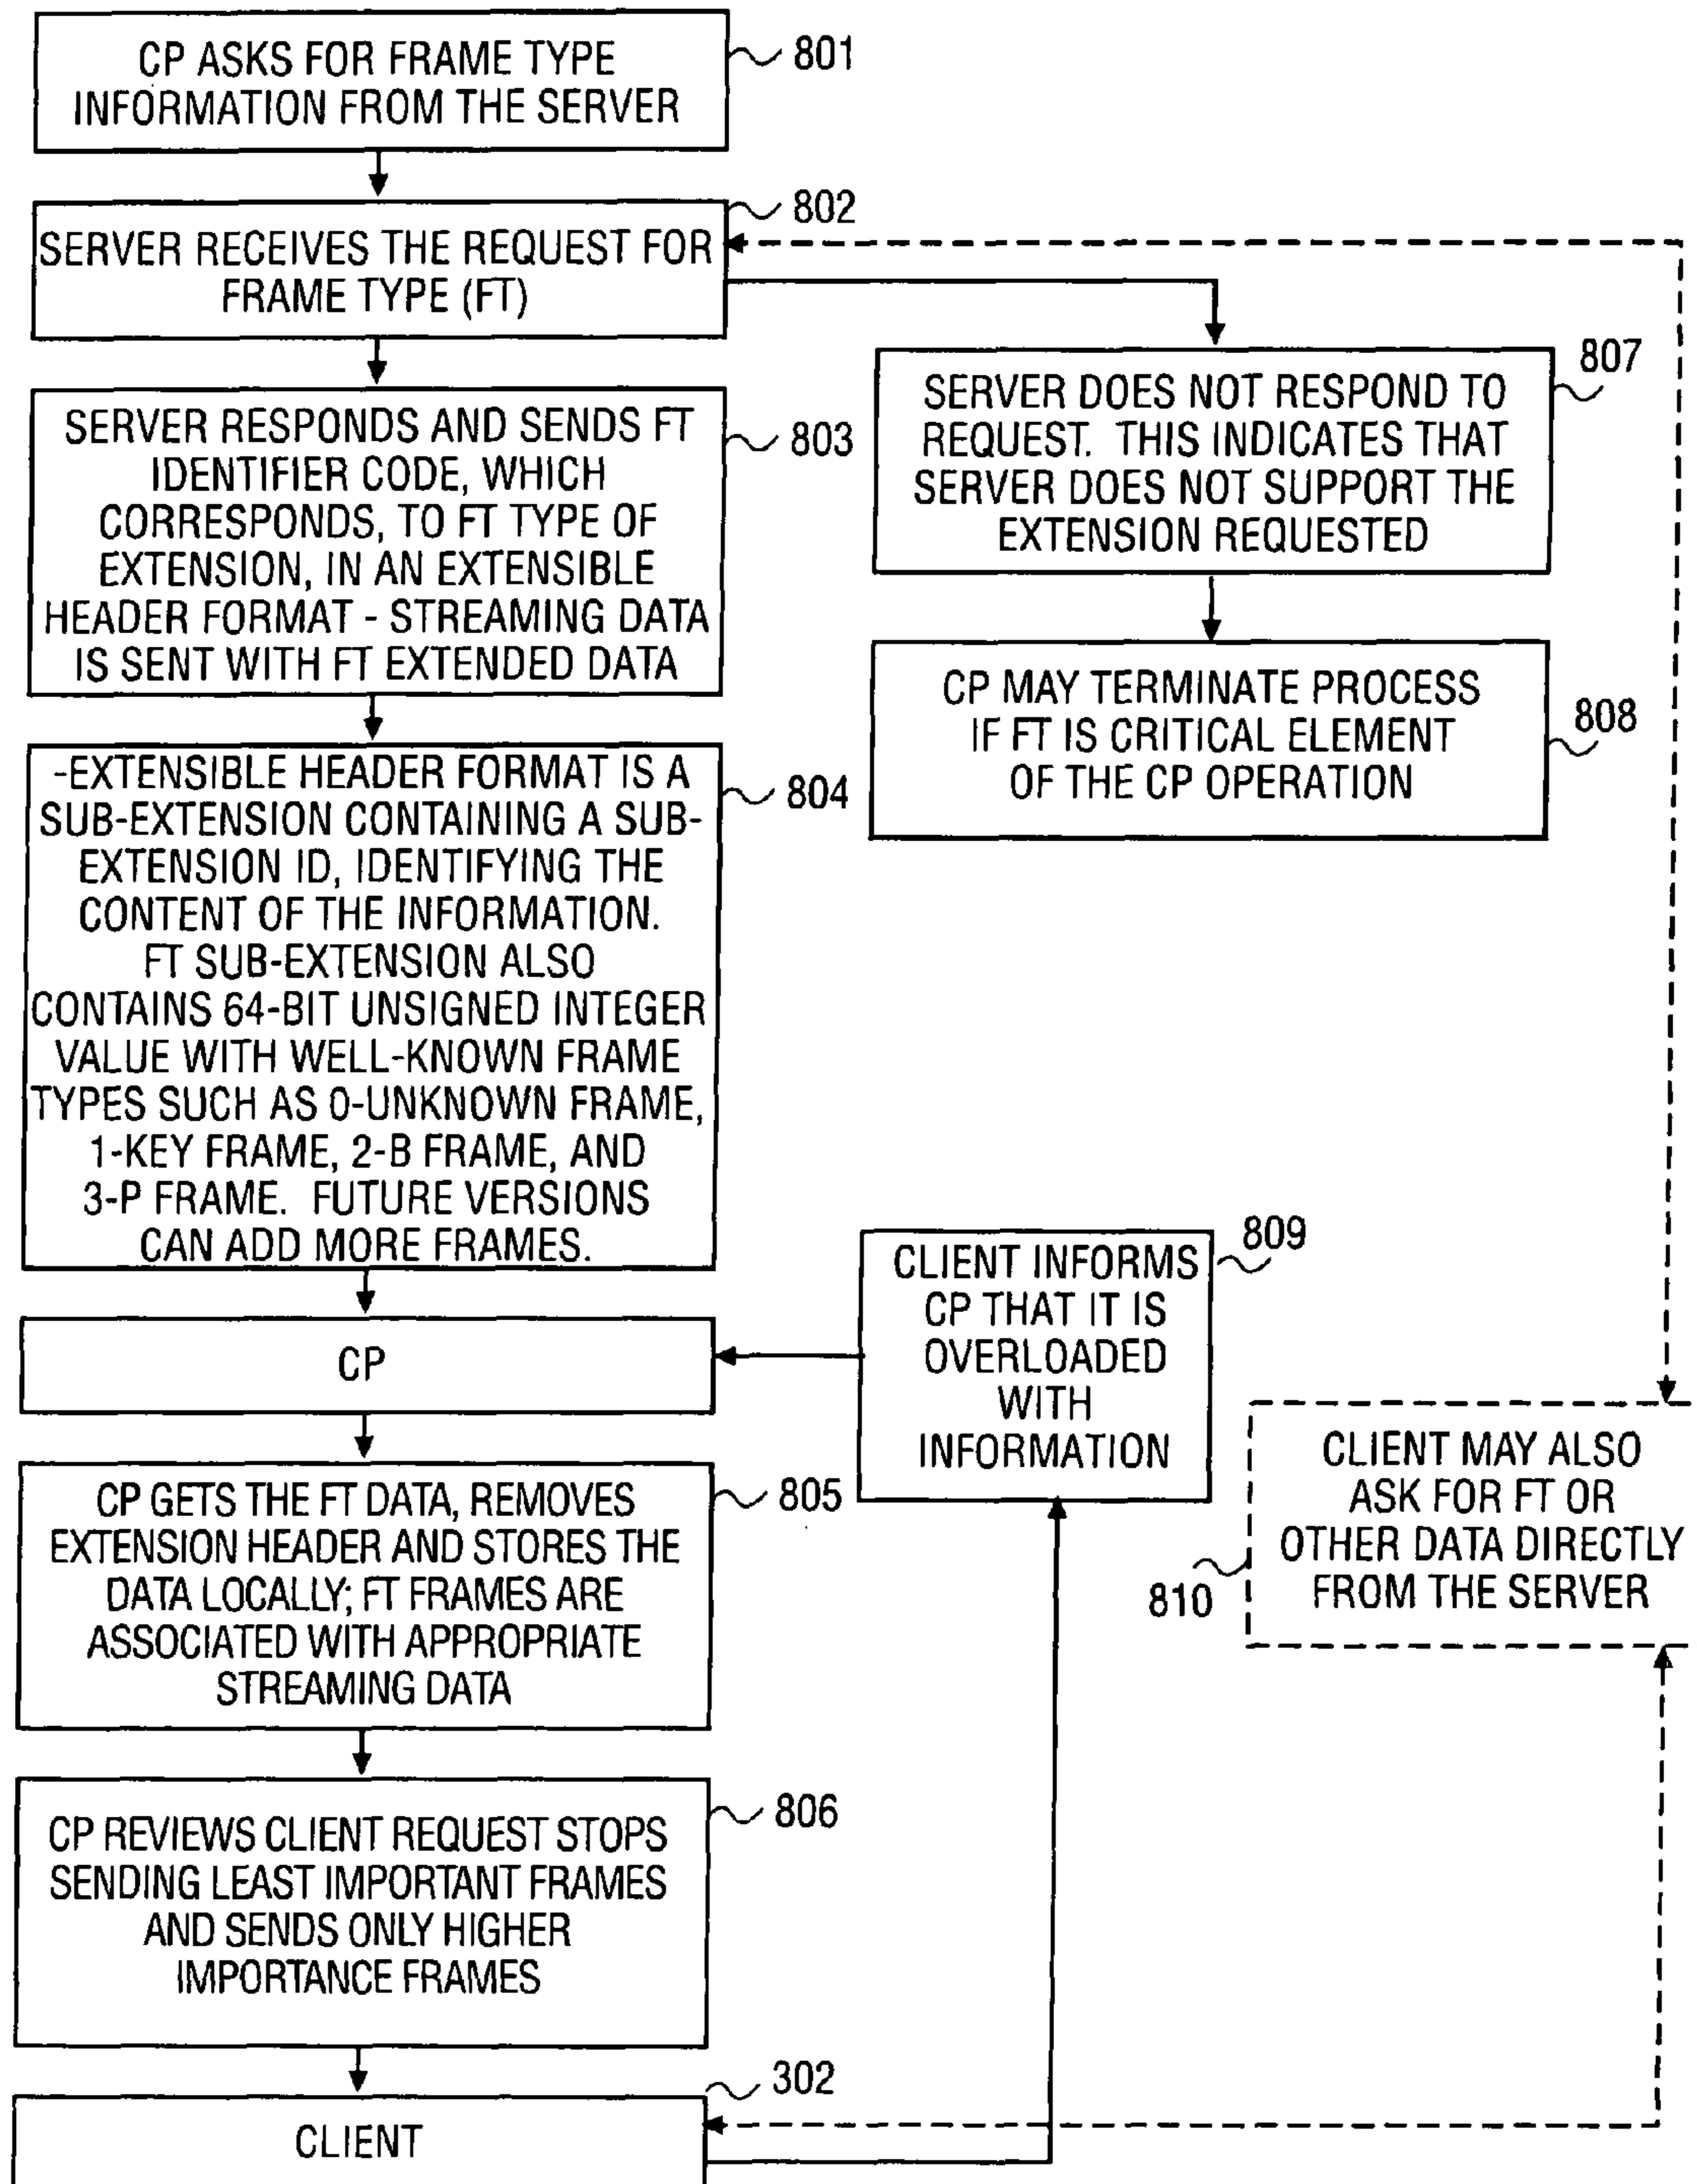 CP ASKS FOR FRAME TYPE
INFORMATION FROM THE SERVER
801
SERVER RECEIVES THE REQUEST FOR
FRAME TYPE (FT)
802
SERVER RESPONDS AND SENDS FT
IDENTIFIER CODE, WHICH
CORRESPONDS, TO FT TYPE OF
EXTENSION, IN AN EXTENSIBLE
HEADER FORMAT - STREAMING DATA
IS SENT WITH FT EXTENDED DATA
803
SERVER DOES NOT RESPOND TO
REQUEST. THIS INDICATES THAT
SERVER DOES NOT SUPPORT THE
EXTENSION REQUESTED
807
CP MAY TERMINATE PROCESS
IF FT IS CRITICAL ELEMENT
OF THE CP OPERATION
808
-EXTENSIBLE HEADER FORMAT IS A
SUB-EXTENSION CONTAINING A SUB-
EXTENSION ID, IDENTIFYING THE
CONTENT OF THE INFORMATION.
FT SUB-EXTENSION ALSO
CONTAINS 64-BIT UNSIGNED INTEGER
VALUE WITH WELL-KNOWN FRAME
TYPES SUCH AS 0-UNKNOWN FRAME,
1-KEY FRAME, 2-B FRAME, AND
3-P FRAME. FUTURE VERSIONS
CAN ADD MORE FRAMES.
804
CP
CLIENT INFORMS
CP THAT IT IS
OVERLOADED
WITH
INFORMATION
809
CLIENT MAY ALSO
ASK FOR FT OR
OTHER DATA DIRECTLY
FROM THE SERVER
810
CP GETS THE FT DATA, REMOVES
EXTENSION HEADER AND STORES THE
DATA LOCALLY; FT FRAMES ARE
ASSOCIATED WITH APPROPRIATE
STREAMING DATA
805
CP REVIEWS CLIENT REQUEST STOPS
SENDING LEAST IMPORTANT FRAMES
AND SENDS ONLY HIGHER
IMPORTANCE FRAMES
806
CLIENT
302